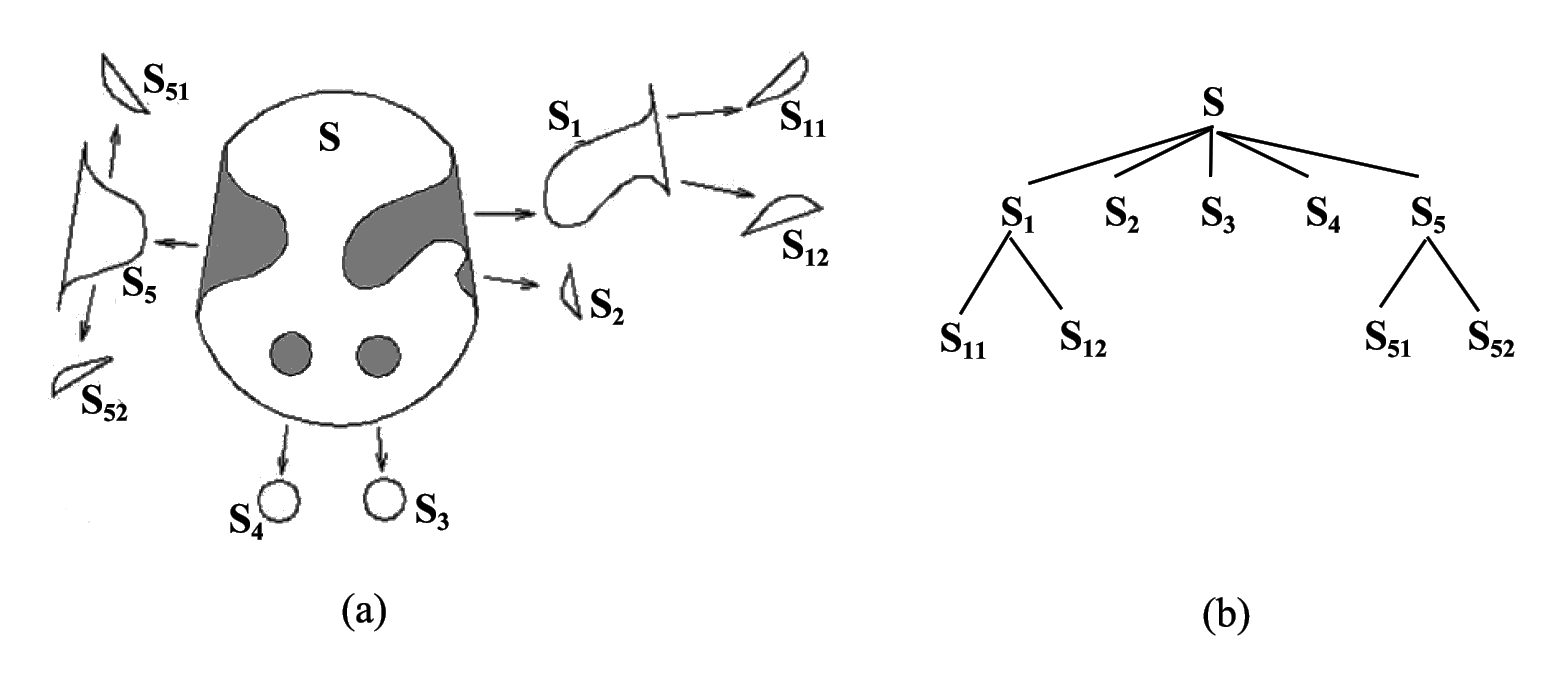 S₅₁
S
S₁
S₁₁
S₁₂
S₅
S₂
S₅₂
S₄
S₃
(a)
S
S₁ S₂ S₃ S₄ S₅
S₁₁ S₁₂ S₅₁ S₅₂
(b)